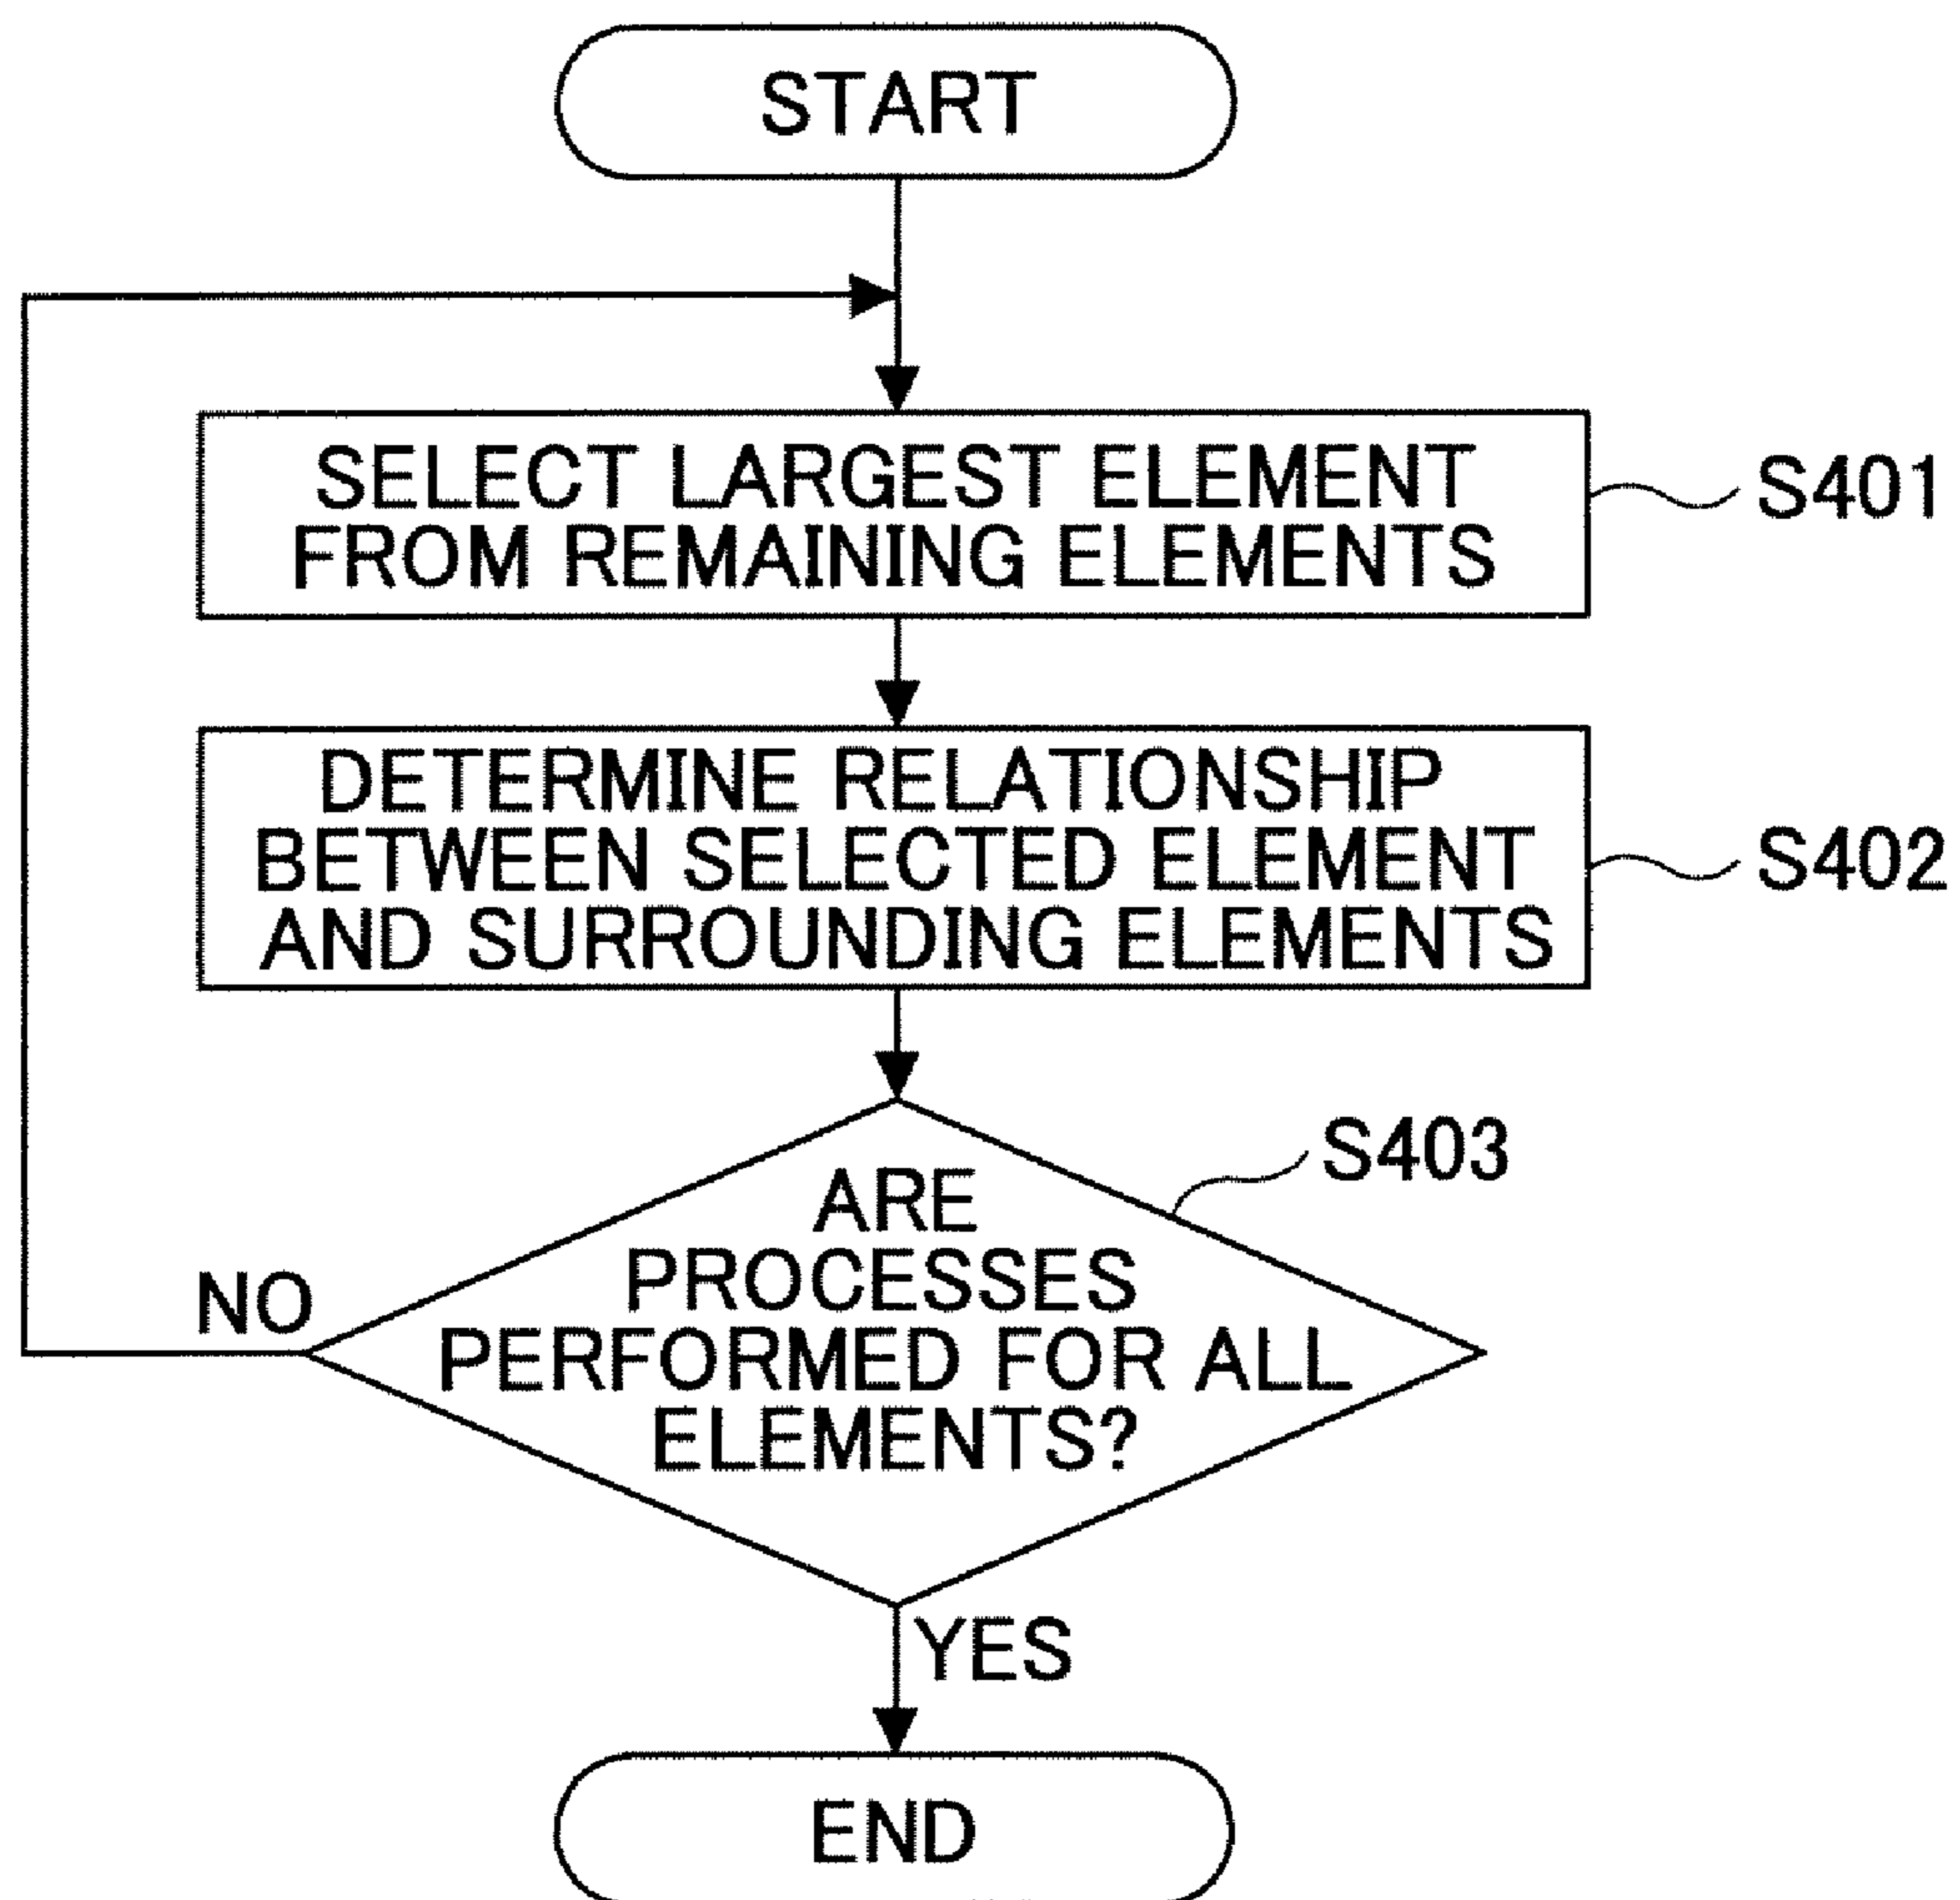 START
SELECT LARGEST ELEMENT
FROM REMAINING ELEMENTS
S401
DETERMINE RELATIONSHIP
BETWEEN SELECTED ELEMENT
AND SURROUNDING ELEMENTS
S402
S403
ARE
PROCESSES
PERFORMED FOR ALL
ELEMENTS?
NO
YES
END